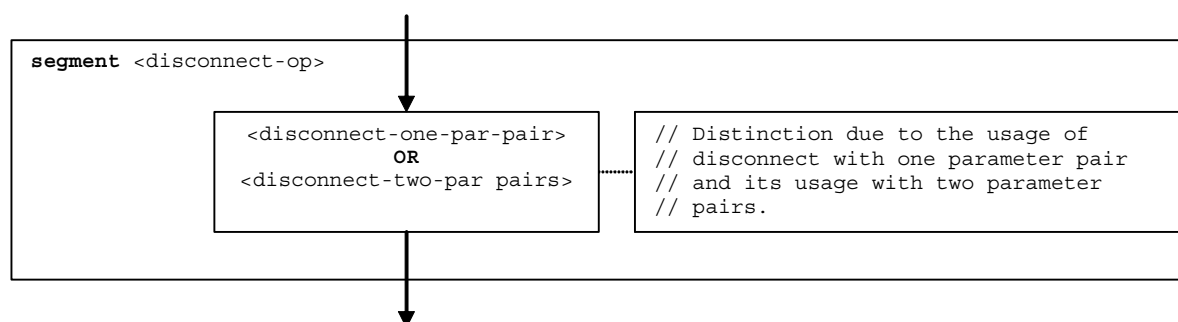 segment <disconnect-op>
<disconnect-one-par-pair>
OR
<disconnect-two-par pairs>
// Distinction due to the usage of
// disconnect with one parameter pair
// and its usage with two parameter
// pairs.